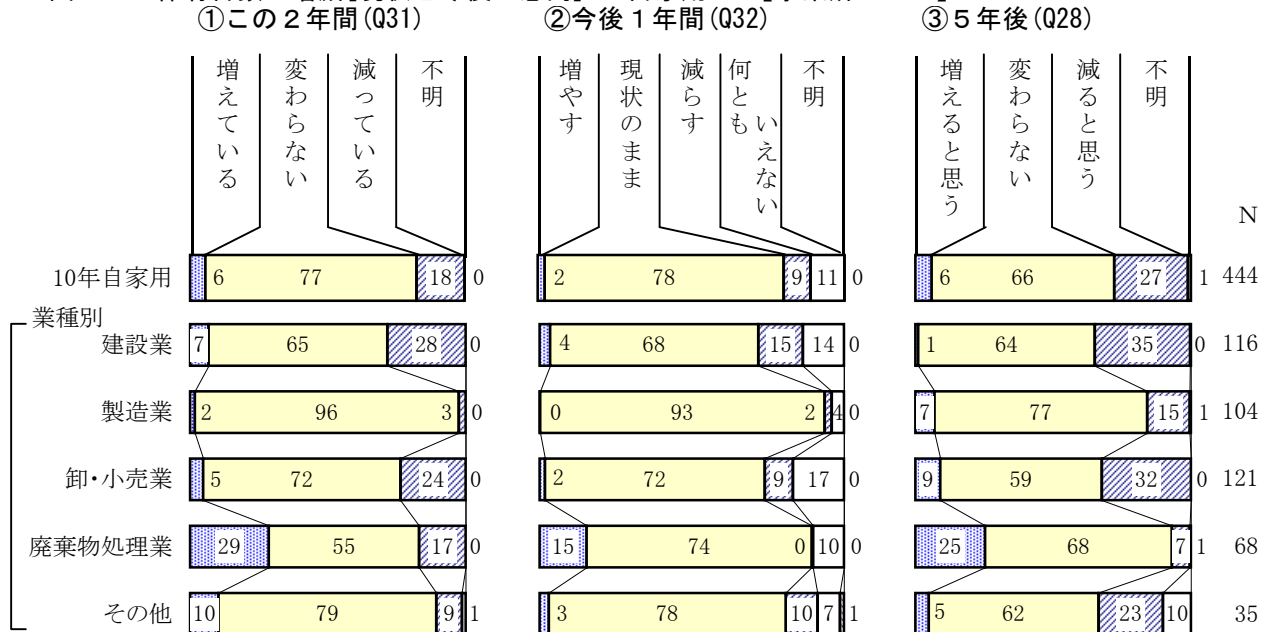 ①この２年間(Q31) ②今後１年間(Q32) ③５年後(Q28)
増えている 変わらない 減っている 不明
増やす 現状のまま 減らす 何ともいえない 不明
増えると思う 変わらない 減ると思う 不明
N
10年自家用 6 77 18 0 2 78 9 11 0 6 66 27 1 444
業種別
建設業 7 65 28 0 4 68 15 14 0 1 64 35 0 116
製造業 2 96 3 0 0 93 2 4 0 7 77 15 1 104
卸・小売業 5 72 24 0 2 72 9 17 0 9 59 32 0 121
廃棄物処理業 29 55 17 0 15 74 0 10 0 25 68 7 1 68
その他 10 79 9 1 3 78 10 7 1 5 62 23 10 35